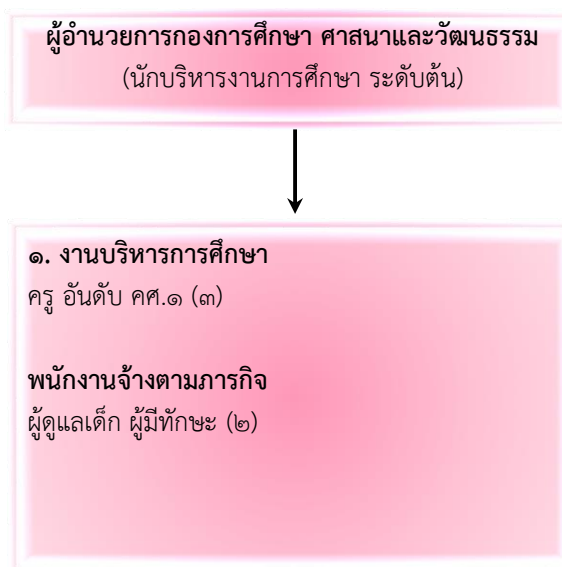 ผู้อำนวยการกองการศึกษา ศาสนาและวัฒนธรรม
(นักบริหารงานการศึกษา ระดับต้น)
๑. งานบริหารการศึกษา
ครู อันดับ คศ.๑ (๓)
พนักงานจ้างตามภารกิจ
ผู้ดูแลเด็ก ผู้มีทักษะ (๒)